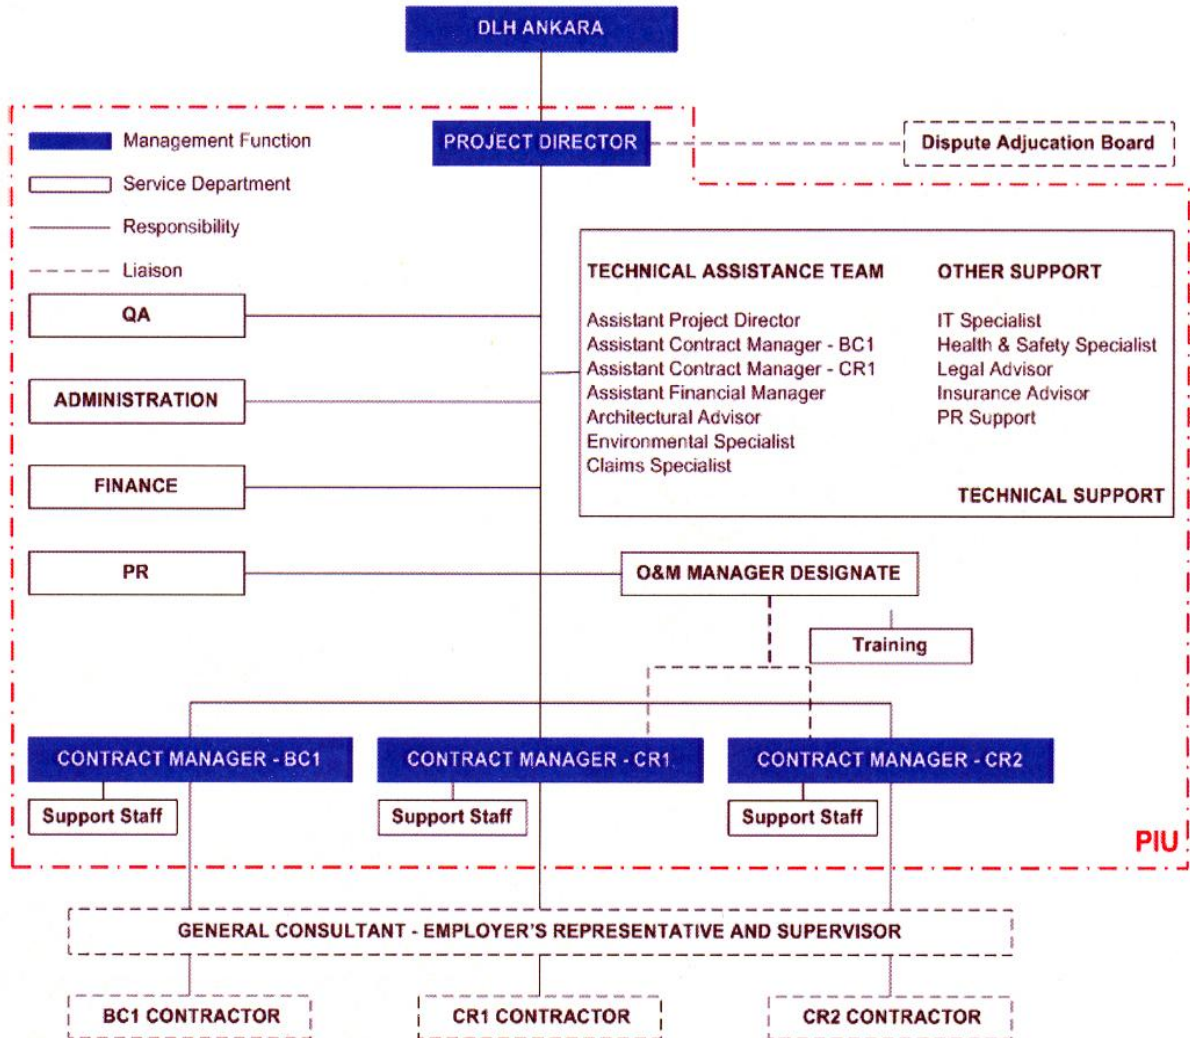 DLH ANKARA
Management Function
PROJECT DIRECTOR
Dispute Adjucation Board
Service Department
Responsibility
Liaison
TECHNICAL ASSISTANCE TEAM
Assistant Project Director
Assistant Contract Manager - BC1
Assistant Contract Manager - CR1
Assistant Financial Manager
Architectural Advisor
Environmental Specialist
Claims Specialist
OTHER SUPPORT
IT Specialist
Health & Safety Specialist
Legal Advisor
Insurance Advisor
PR Support
TECHNICAL SUPPORT
QA
ADMINISTRATION
FINANCE
PR
O&M MANAGER DESIGNATE
Training
CONTRACT MANAGER - BC1
CONTRACT MANAGER - CR1
CONTRACT MANAGER - CR2
Support Staff
Support Staff
Support Staff
PIU
GENERAL CONSULTANT - EMPLOYER'S REPRESENTATIVE AND SUPERVISOR
BC1 CONTRACTOR
CR1 CONTRACTOR
CR2 CONTRACTOR